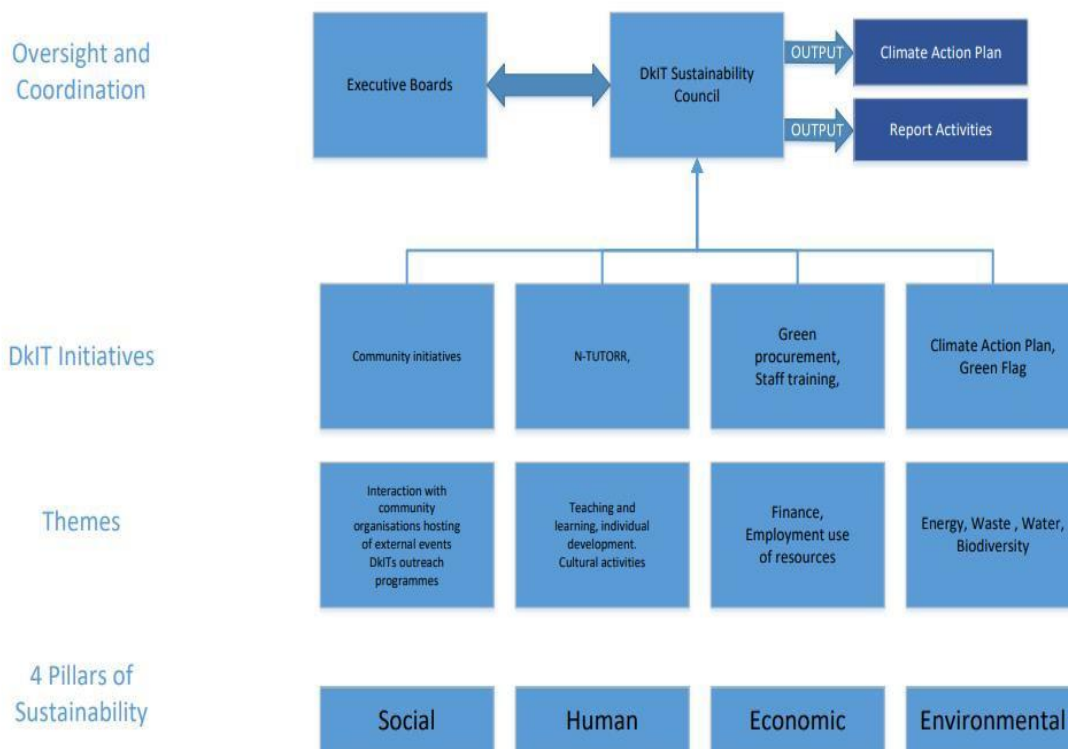 Oversight and
Coordination
Executive Boards
DkIT Sustainability
Council
OUTPUT
Climate Action Plan
OUTPUT
Report Activities
DkIT Initiatives
Community initiatives
N-TUTORR,
Green
procurement,
Staff training,
Climate Action Plan,
Green Flag
Themes
Interaction with
community
organisations hosting
of external events
DkITs outreach
programmes
Teaching and
learning, individual
development.
Cultural activities
Finance,
Employment use
of resources
Energy, Waste , Water,
Biodiversity
4 Pillars of
Sustainability
Social
Human
Economic
Environmental